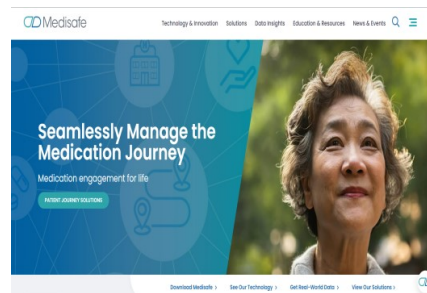 Medisafe
Technology & Innovation Solutions Data Insights Education & Resources News & Events
Seamlessly Manage the
Medication Journey
Medication engagement for life
PATIENT JOURNEY SOLUTIONS
Download Medisafe > See Our Technology > Get Real-World Data > View Our Solutions >